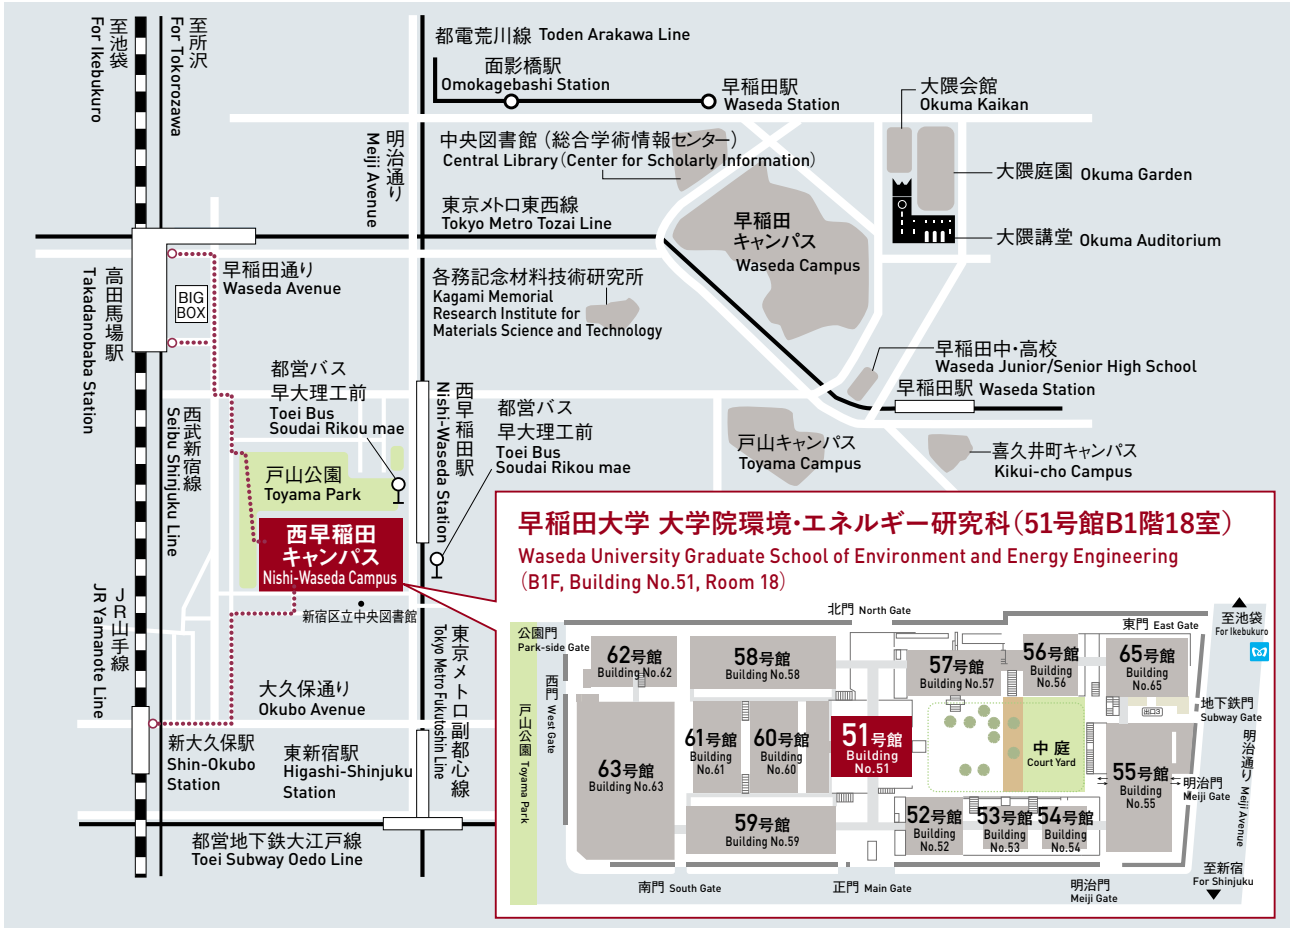 至池袋
For Ikebukuro
至所沢
For Tokorozawa
都電荒川線 Toden Arakawa Line
面影橋駅
Omokagebashi Station
早稲田駅
Waseda Station
大隈会館
Okuma Kaikan
明治通り
Meiji Avenue
中央図書館（総合学術情報センター）
Central Library（Center for Scholarly Information）
大隈庭園 Okuma Garden
東京メトロ東西線
Tokyo Metro Tozai Line
早稲田
キャンパス
Waseda Campus
大隈講堂 Okuma Auditorium
早稲田通り
Waseda Avenue
高田馬場駅
Takadanobaba Station
BIG
BOX
各務記念材料技術研究所
Kagami Memorial
Research Institute for
Materials Science and Technology
早稲田中・高校
Waseda Junior/Senior High School
早稲田駅 Waseda Station
都営バス
早大理工前
Toei Bus
Soudai Rikou mae
西早稲田駅
Nishi-Waseda Station
都営バス
早大理工前
Toei Bus
Soudai Rikou mae
西武新宿線
Seibu Shinjuku Line
戸山キャンパス
Toyama Campus
喜久井町キャンパス
Kikui-cho Campus
戸山公園
Toyama Park
西早稲田
キャンパス
Nishi-Waseda Campus
新宿区立中央図書館
JR山手線
JR Yamanote Line
東京メトロ副都心線
Tokyo Metro Fukutoshin Line
大久保通り
Okubo Avenue
新大久保駅
Shin-Okubo
Station
東新宿駅
Higashi-Shinjuku
Station
都営地下鉄大江戸線
Toei Subway Oedo Line
早稲田大学 大学院環境・エネルギー研究科（51号館B1階18室）
Waseda University Graduate School of Environment and Energy Engineering
（B1F, Building No.51, Room 18）
北門 North Gate
東門 East Gate
至池袋
For Ikebukuro
公園門
Park-side Gate
62号館
Building No.62
58号館
Building No.58
57号館
Building No.57
56号館
Building
No.56
65号館
Building
No.65
西門 West Gate
戸山公園 Toyama Park
地下鉄門
Subway Gate
出口3
63号館
Building No.63
61号館
Building
No.61
60号館
Building
No.60
51号館
Building
No.51
中庭
Court Yard
55号館
Building
No.55
明治門
Meiji Gate
明治通り Meiji Avenue
59号館
Building No.59
52号館
Building
No.52
53号館
Building
No.53
54号館
Building
No.54
南門 South Gate
正門 Main Gate
明治門
Meiji Gate
至新宿
For Shinjuku